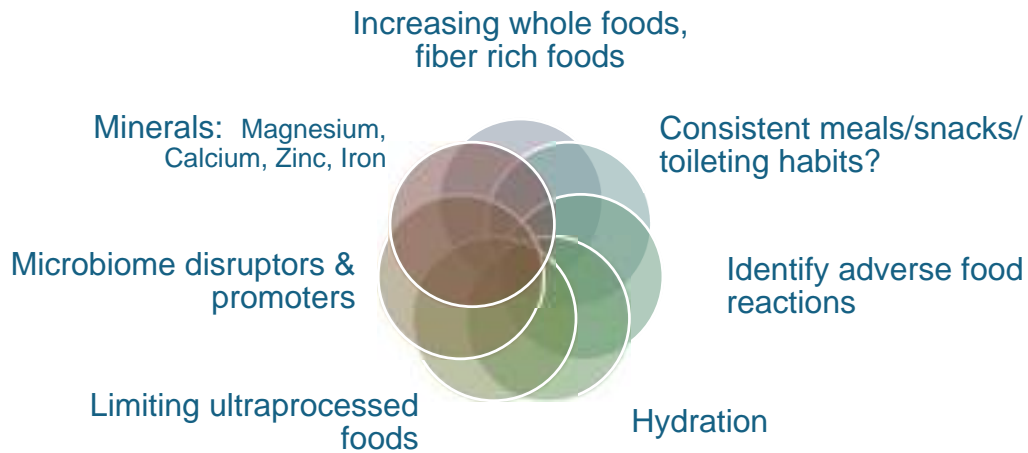 Increasing whole foods,
fiber rich foods
Minerals: Magnesium,
Calcium, Zinc, Iron
Consistent meals/snacks/
toileting habits?
Microbiome disruptors &
promoters
Identify adverse food
reactions
Limiting ultraprocessed
foods
Hydration